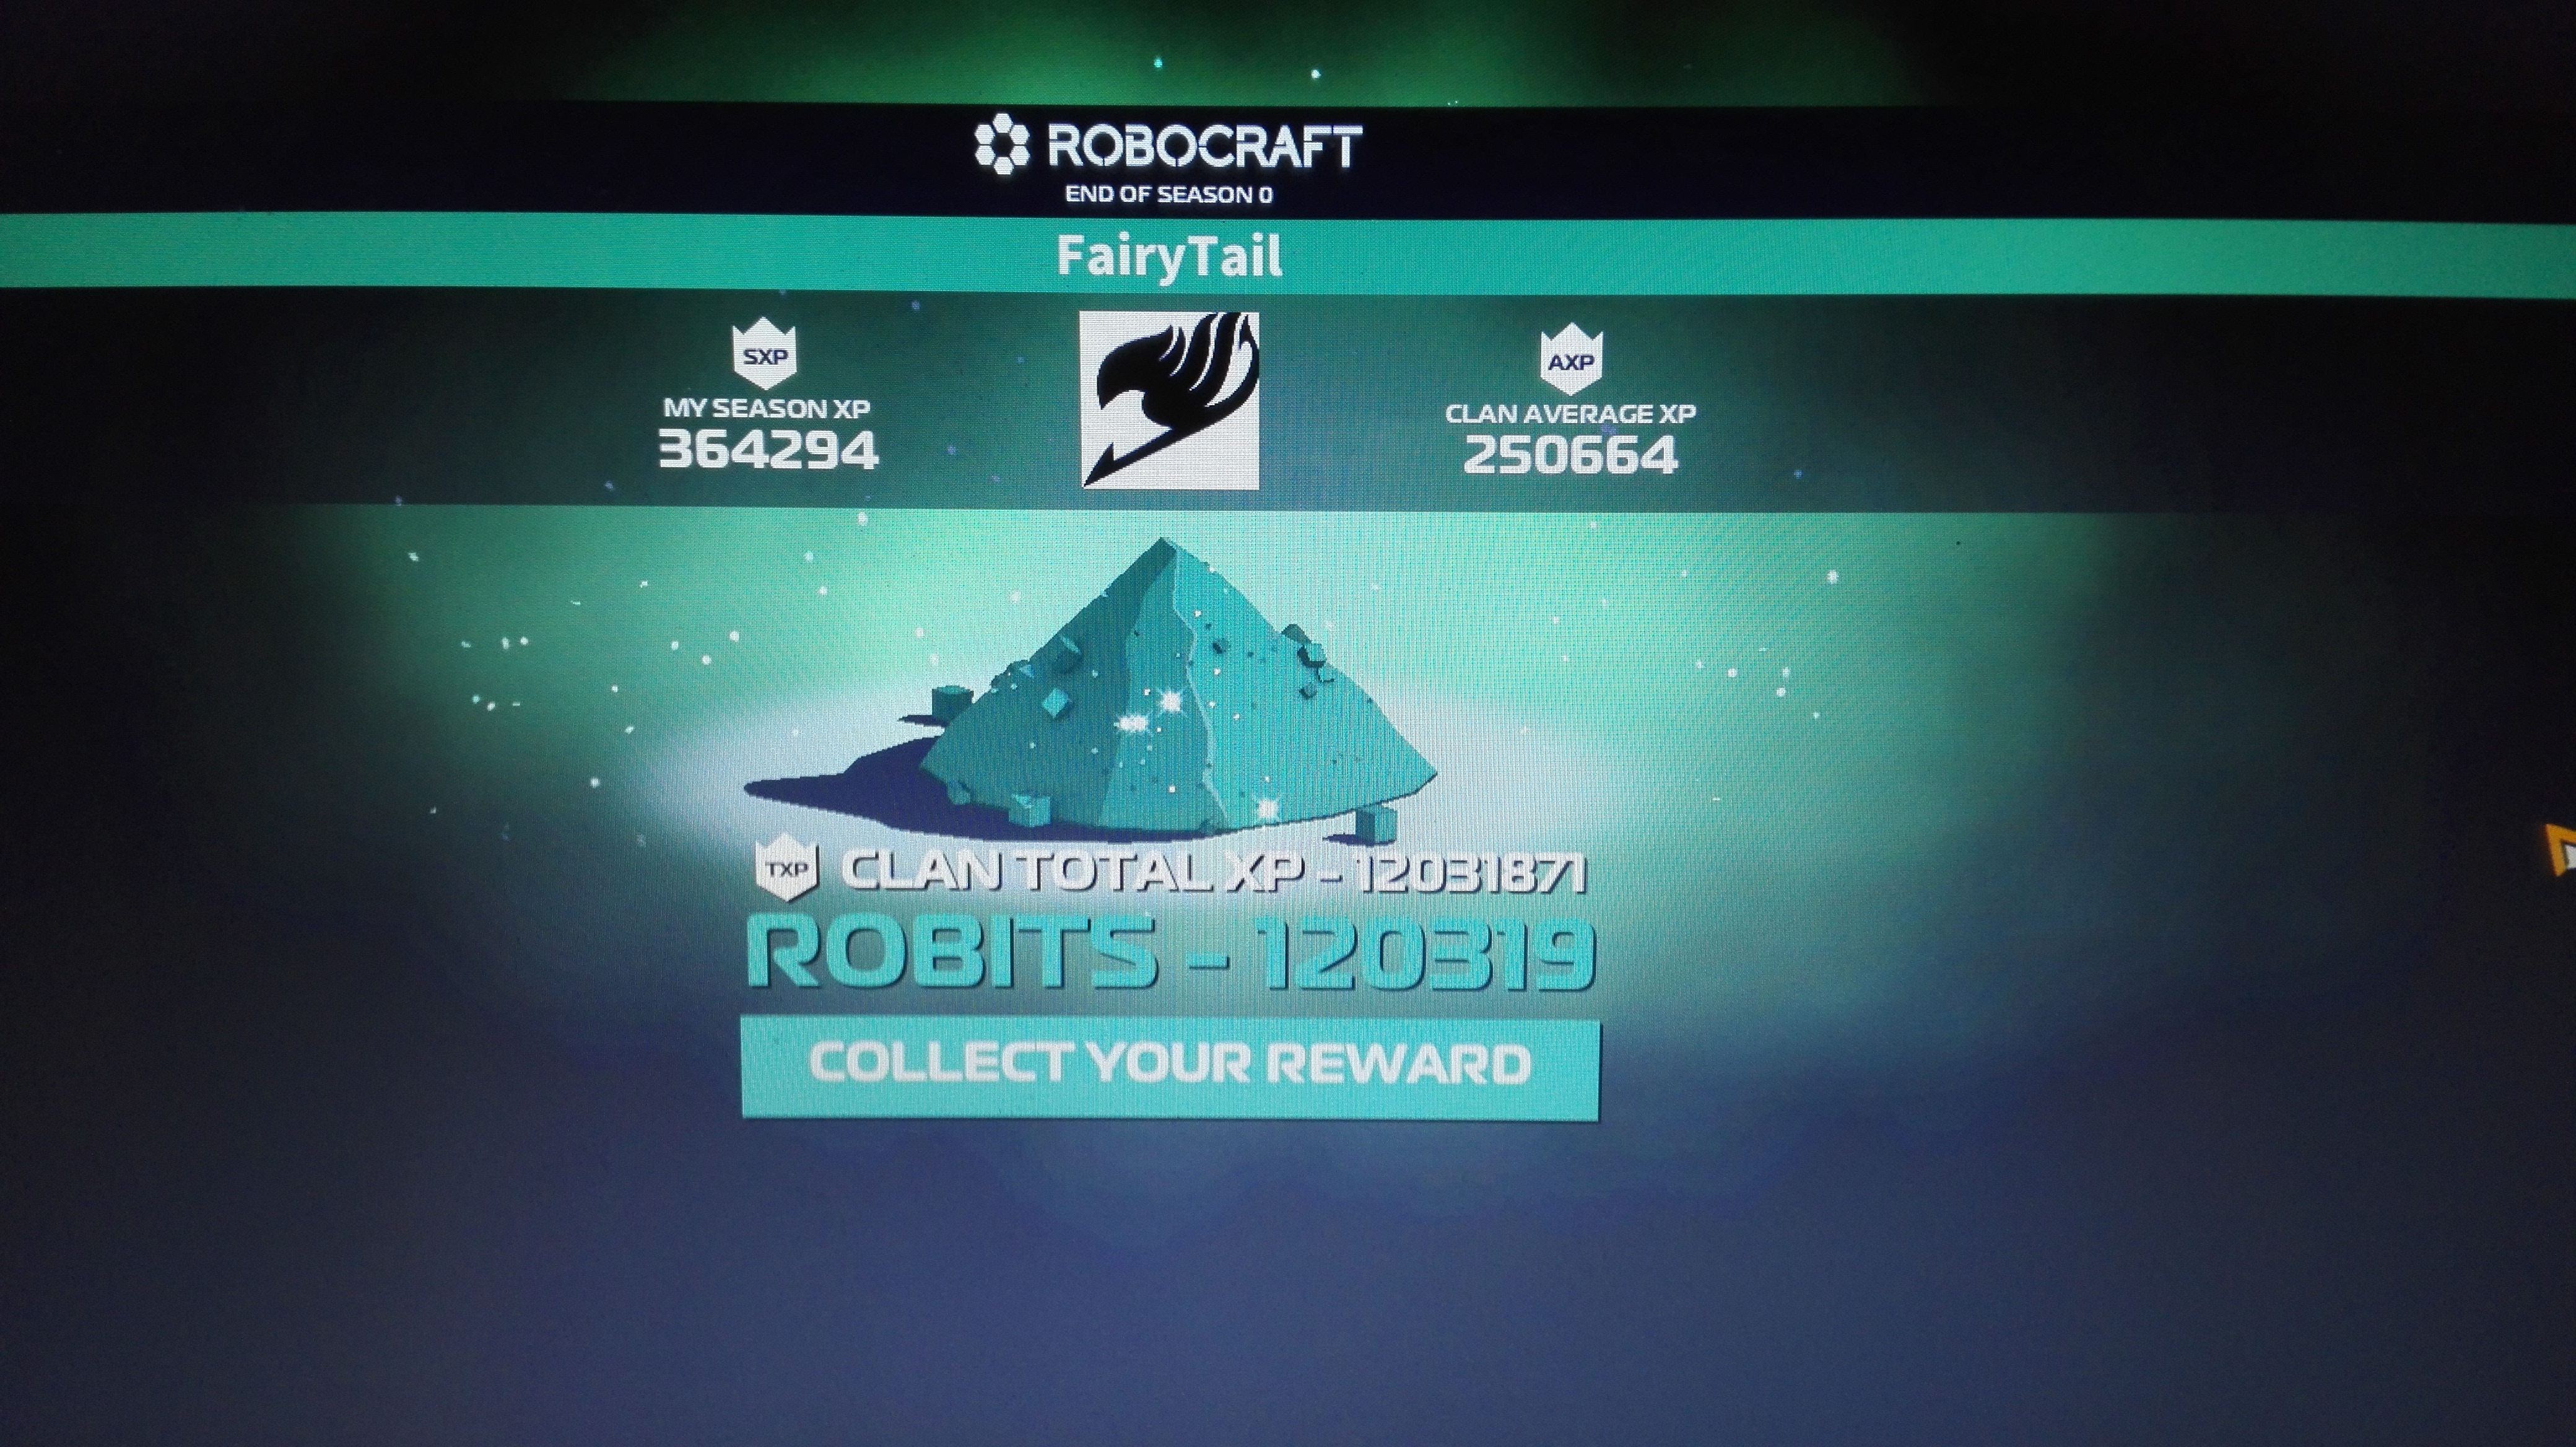 ROBOCRAFT
END OF SEASON 0
FairyTail
SXP
MY SEASON XP
364294
AXP
CLAN AVERAGE XP
250664
TXP CLAN TOTAL XP - 12031871
ROBITS - 120319
COLLECT YOUR REWARD